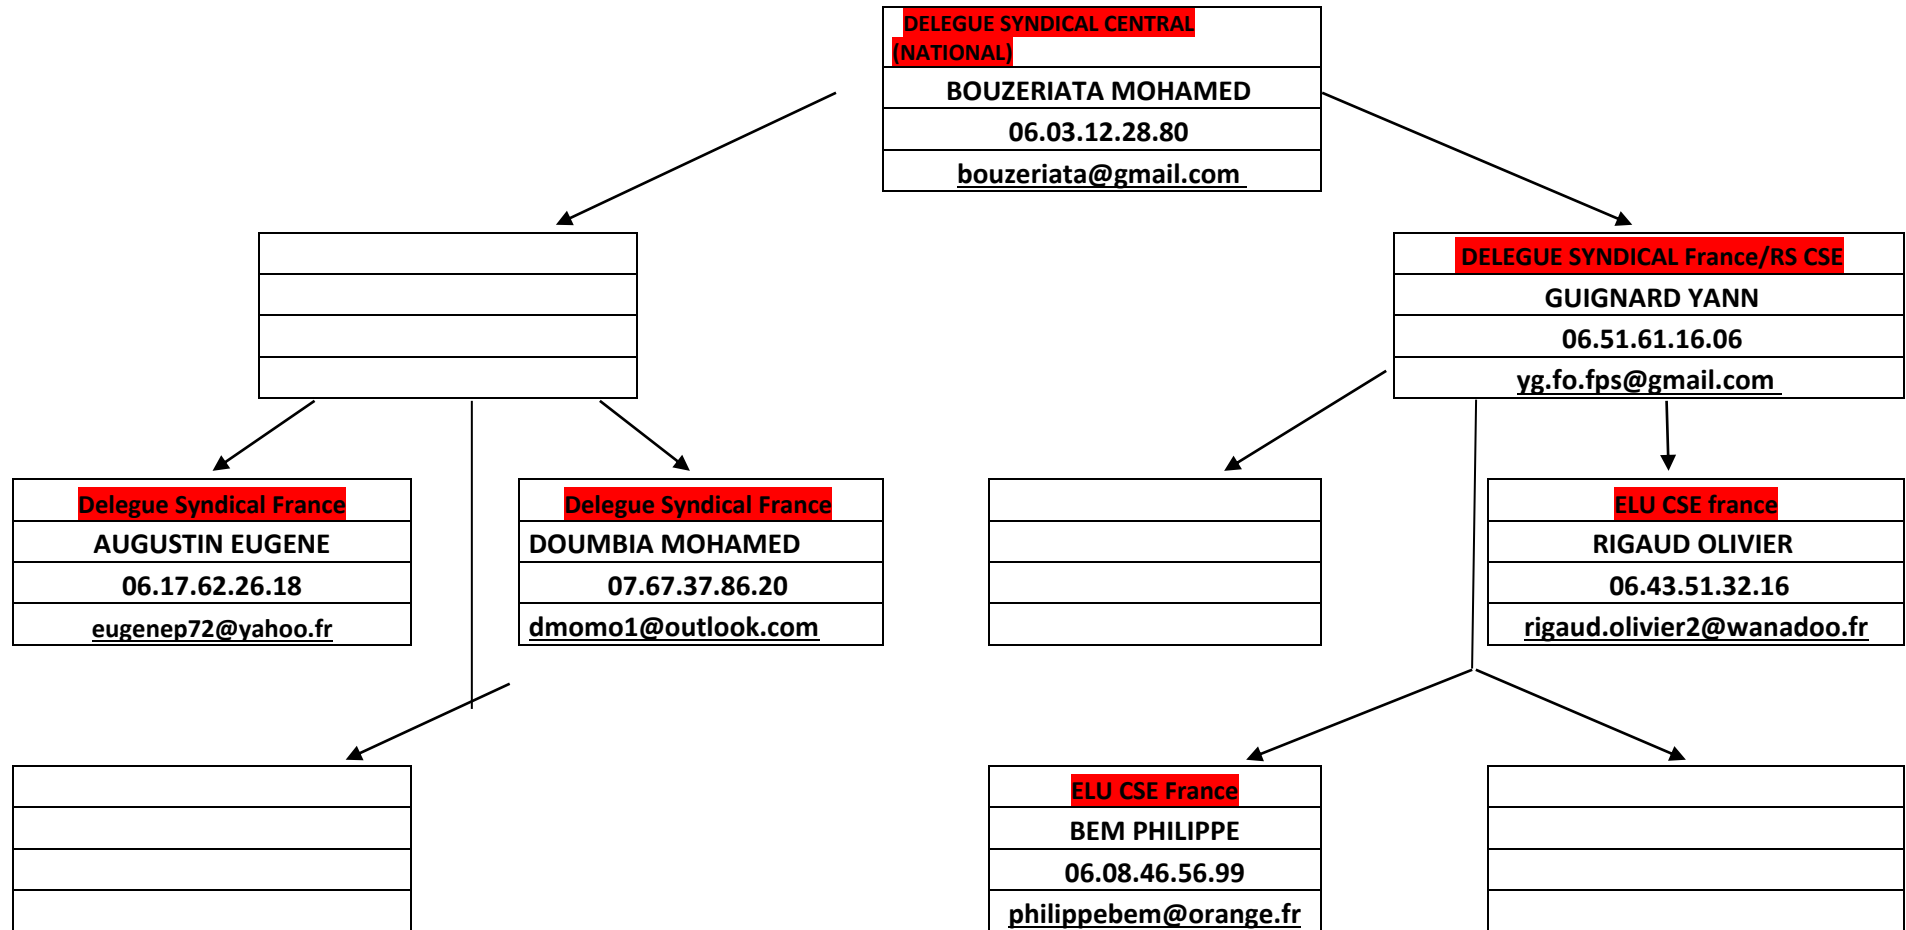 DELEGUE SYNDICAL CENTRAL
(NATIONAL)
BOUZERIATA MOHAMED
06.03.12.28.80
bouzeriata@gmail.com
DELEGUE SYNDICAL France/RS CSE
GUIGNARD YANN
06.51.61.16.06
yg.fo.fps@gmail.com
Delegue Syndical France
AUGUSTIN EUGENE
06.17.62.26.18
eugenep72@yahoo.fr
Delegue Syndical France
DOUMBIA MOHAMED
07.67.37.86.20
dmomo1@outlook.com
ELU CSE france
RIGAUD OLIVIER
06.43.51.32.16
rigaud.olivier2@wanadoo.fr
ELU CSE France
BEM PHILIPPE
06.08.46.56.99
philippebem@orange.fr